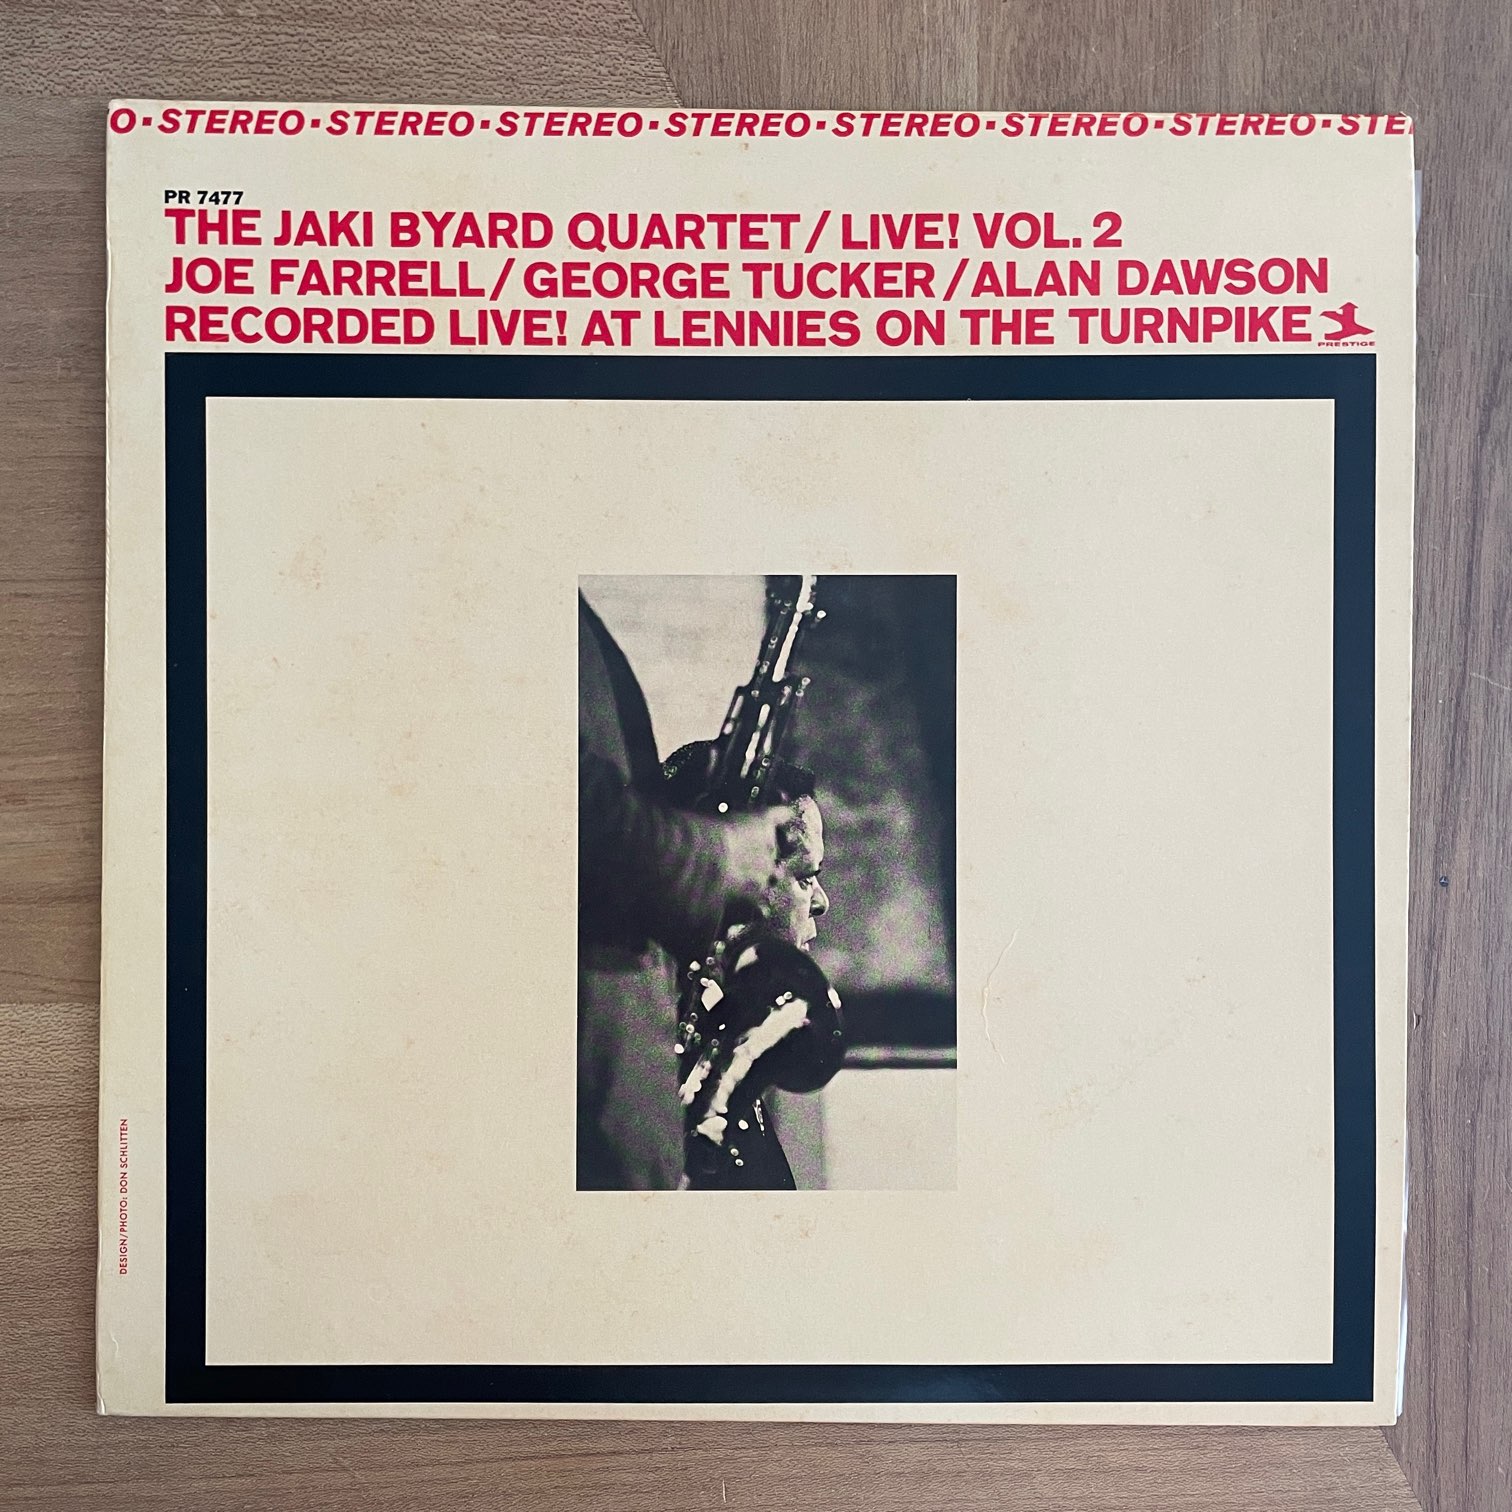 O▪STEREO▪STEREO▪STEREO▪STEREO▪STEREO▪STEREO▪STEREO▪STE
PR 7477
THE JAKI BYARD QUARTET/LIVE! VOL. 2
JOE FARRELL/GEORGE TUCKER/ALAN DAWSON
RECORDED LIVE! AT LENNIES ON THE TURNPIKE
PRESTIGE
DESIGN/PHOTO: DON SCHLITTEN